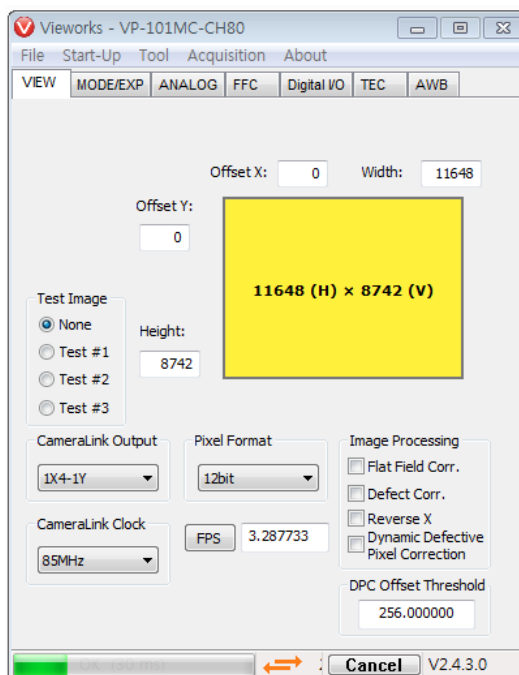 Vieworks - VP-101MC-CH80
File Start-Up Tool Acquisition About
VIEW MODE/EXP ANALOG FFC Digital I/O TEC AWB
Offset X: 0 Width: 11648
Offset Y:
0
11648 (H) × 8742 (V)
Test Image
None
Test #1
Test #2
Test #3
Height:
8742
CameraLink Output
1X4-1Y
Pixel Format
12bit
Image Processing
Flat Field Corr.
Defect Corr.
Reverse X
Dynamic Defective
Pixel Correction
CameraLink Clock
85MHz
FPS 3.287733
DPC Offset Threshold
256.000000
OK (30 ms) Cancel V2.4.3.0